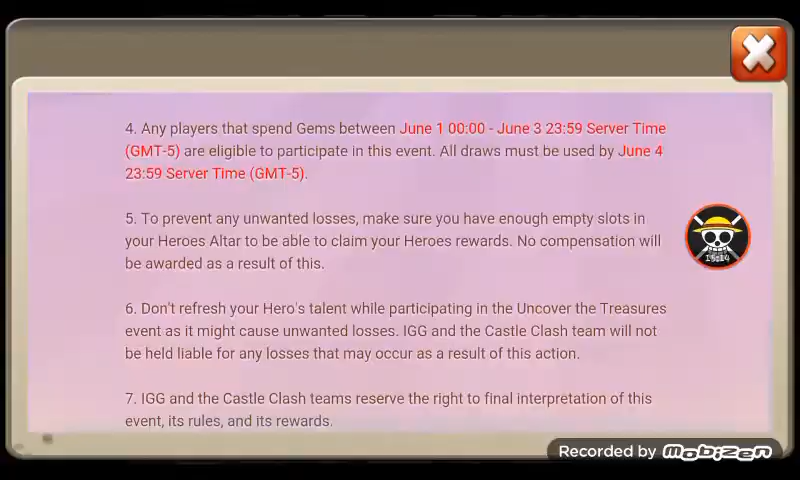 4. Any players that spend Gems between June 1 00:00 - June 3 23:59 Server Time
(GMT-5) are eligible to participate in this event. All draws must be used by June 4
23:59 Server Time (GMT-5).
5. To prevent any unwanted losses, make sure you have enough empty slots in
your Heroes Altar to be able to claim your Heroes rewards. No compensation will
be awarded as a result of this.
6. Don't refresh your Hero's talent while participating in the Uncover the Treasures
event as it might cause unwanted losses. IGG and the Castle Clash team will not
be held liable for any losses that may occur as a result of this action.
7. IGG and the Castle Clash teams reserve the right to final interpretation of this
event, its rules, and its rewards.
Recorded by mobizen